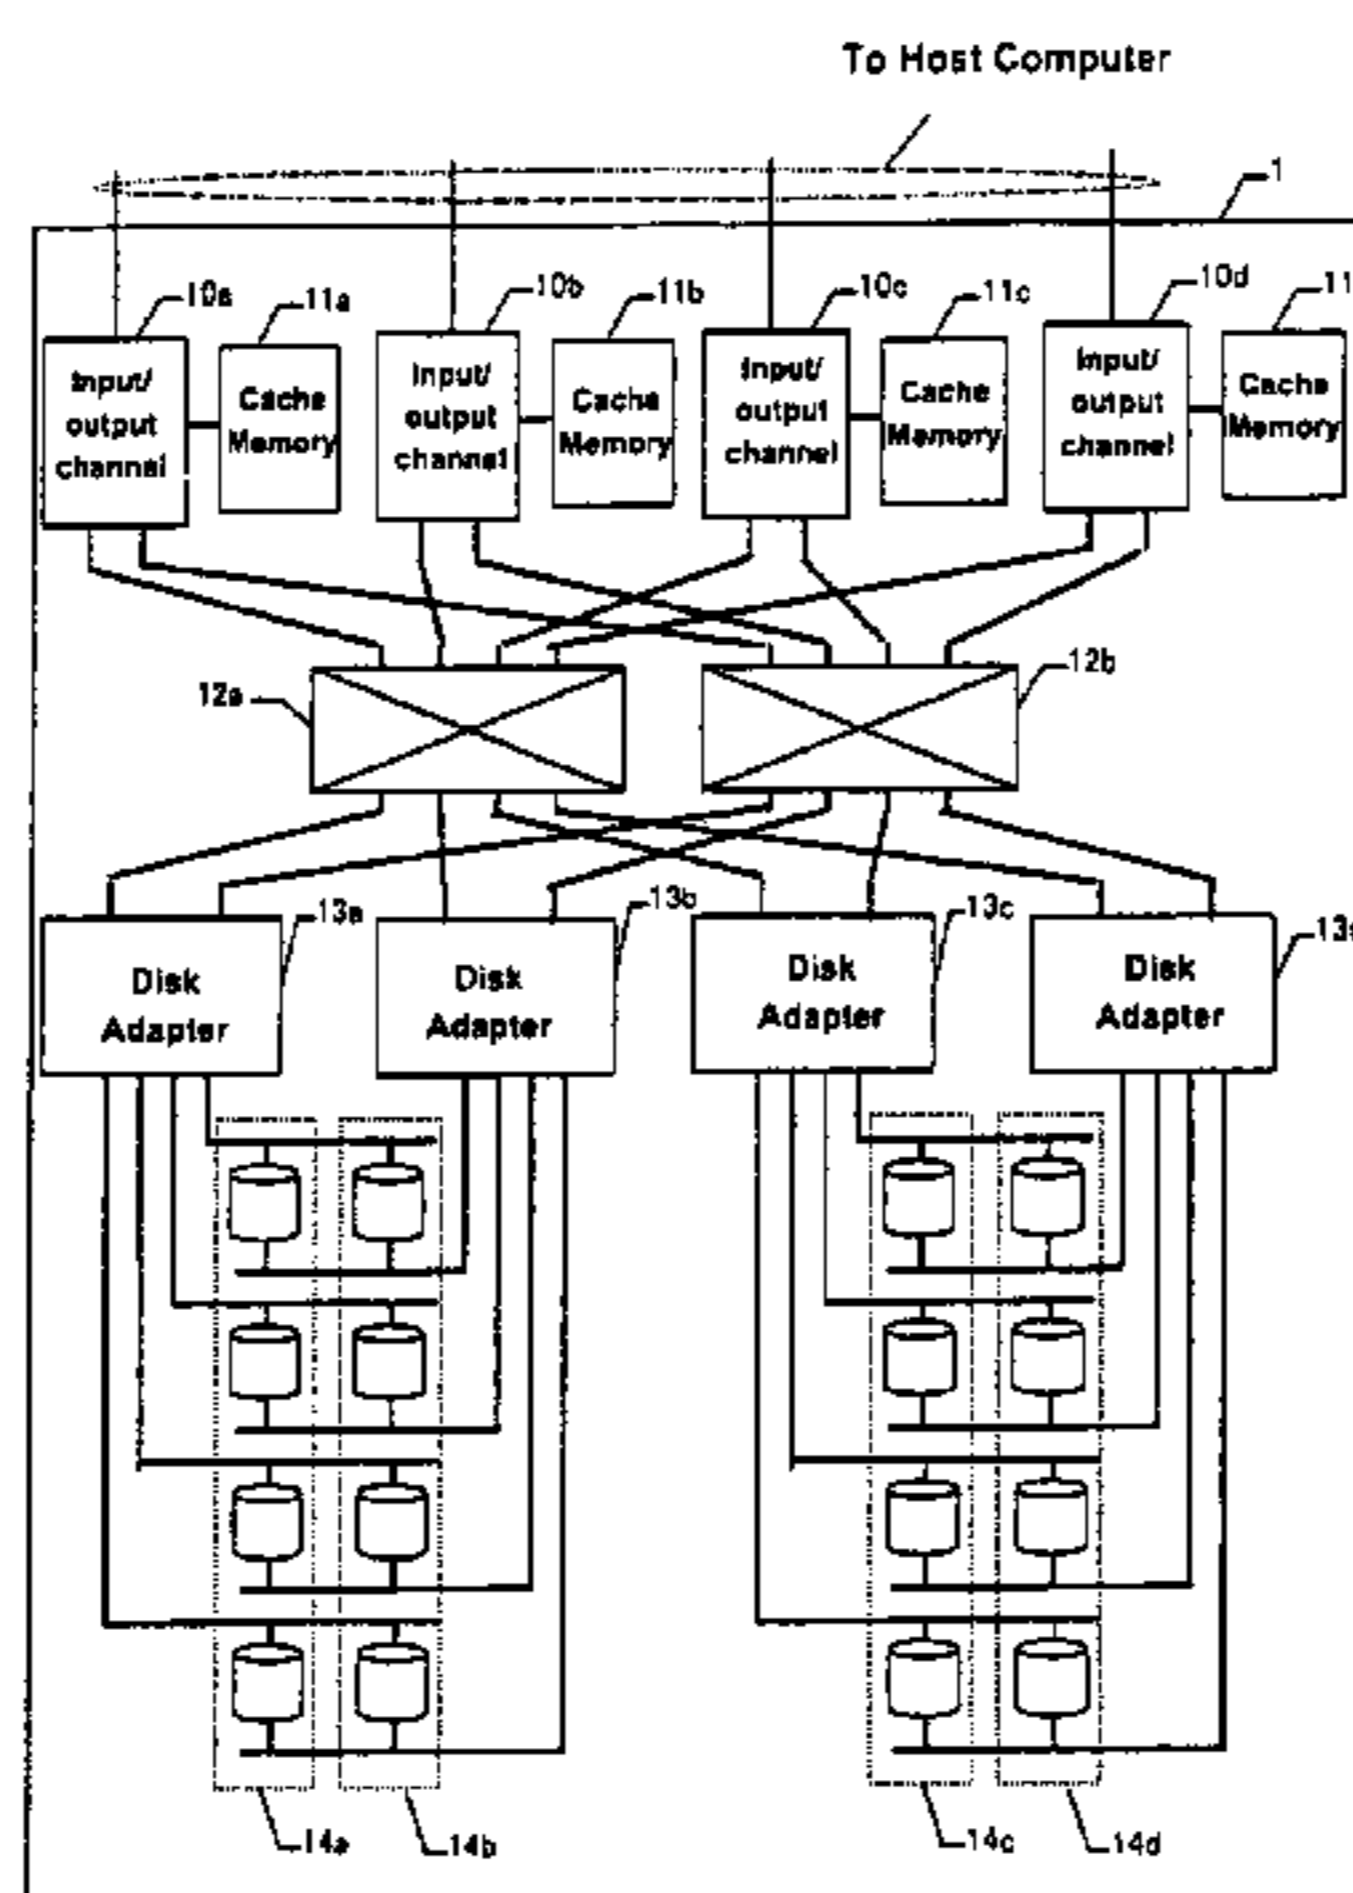 To Host Computer
1
10a 11a 10b 11b 10c 11c 10d 11
Input/ output channel
Cache Memory
Input/ output channel
Cache Memory
Input/ output channel
Cache Memory
Input/ output channel
Cache Memory
12a
12b
13a 13b 13c
Disk Adapter
Disk Adapter
Disk Adapter
Disk Adapter
14a 14b 14c 14d